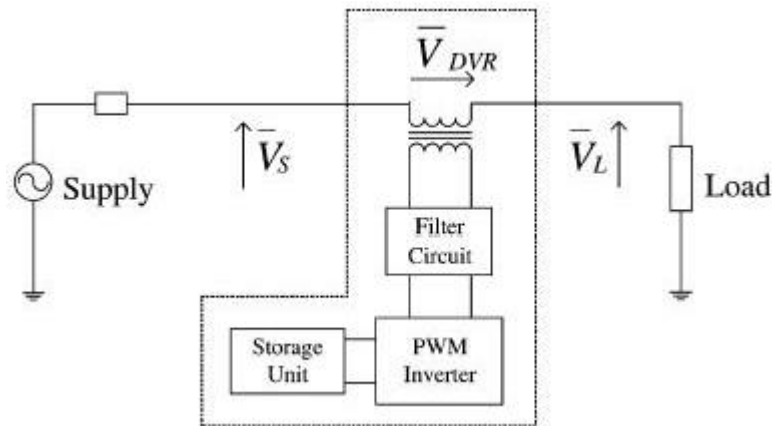 V̅ DVR
V̅S
V̅L
Supply
Load
Filter
Circuit
Storage
Unit
PWM
Inverter